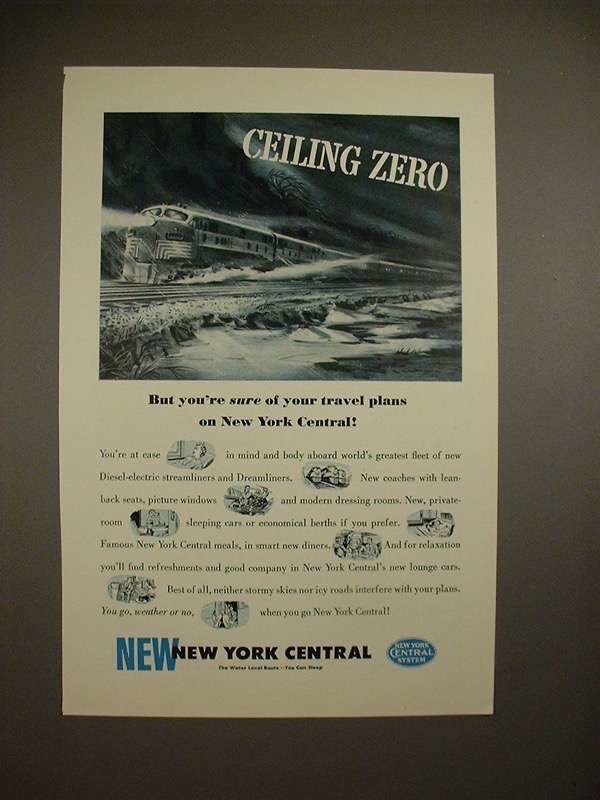 CEILING ZERO
But you're sure of your travel plans
on New York Central!
You're at ease in mind and body aboard world's greatest fleet of new
Diesel-electric streamliners and Dreamliners. New coaches with lean-
back seats, picture windows and modern dressing rooms. New, private-
room sleeping cars or economical berths if you prefer.
Famous New York Central meals, in smart new diners. And for relaxation
you'll find refreshments and good company in New York Central's new lounge cars.
Best of all, neither stormy skies nor icy roads interfere with your plans.
You go, weather or no, when you go New York Central!
NEW NEW YORK CENTRAL
The Water Level Route—You Can Sleep
NEW YORK
CENTRAL
SYSTEM